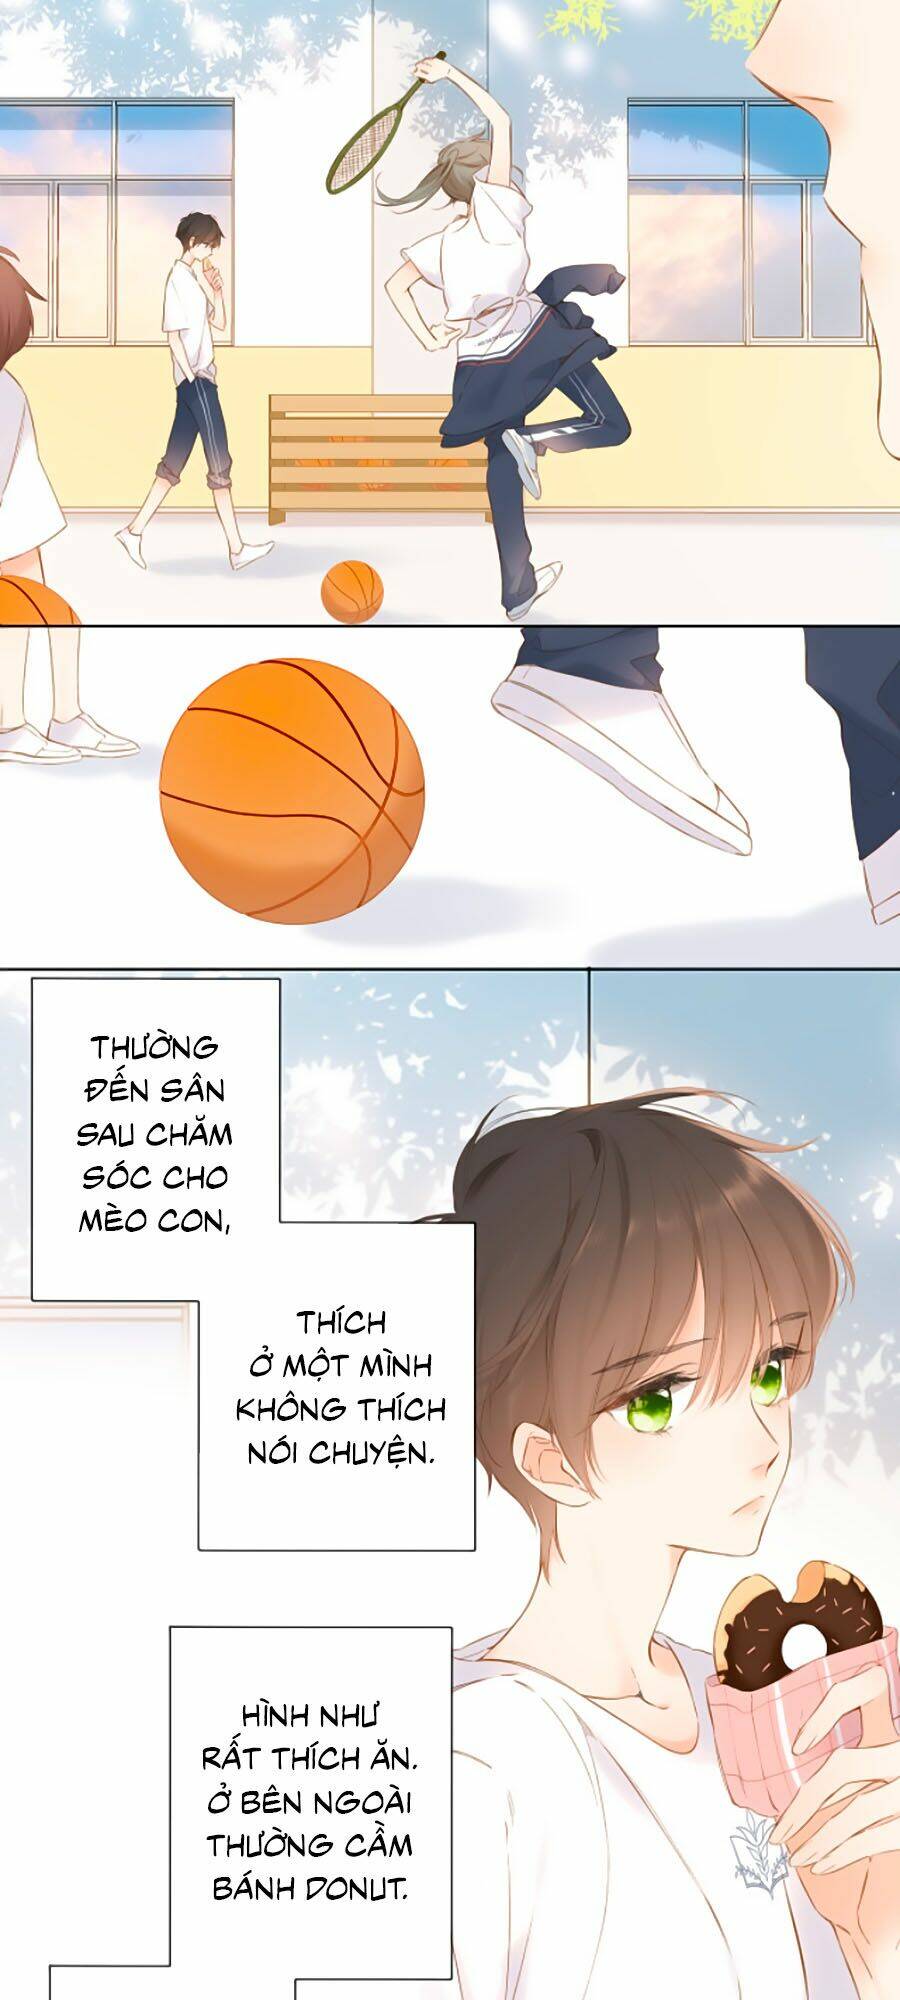 THƯỜNG
ĐẾN SÂN
SAU CHĂM
SÓC CHO
MÈO CON,
THÍCH
Ở MỘT MÌNH
KHÔNG THÍCH
NÓI CHUYỆN.
HÌNH NHƯ
RẤT THÍCH ĂN.
Ở BÊN NGOÀI
THƯỜNG CẦM
BÁNH DONUT.